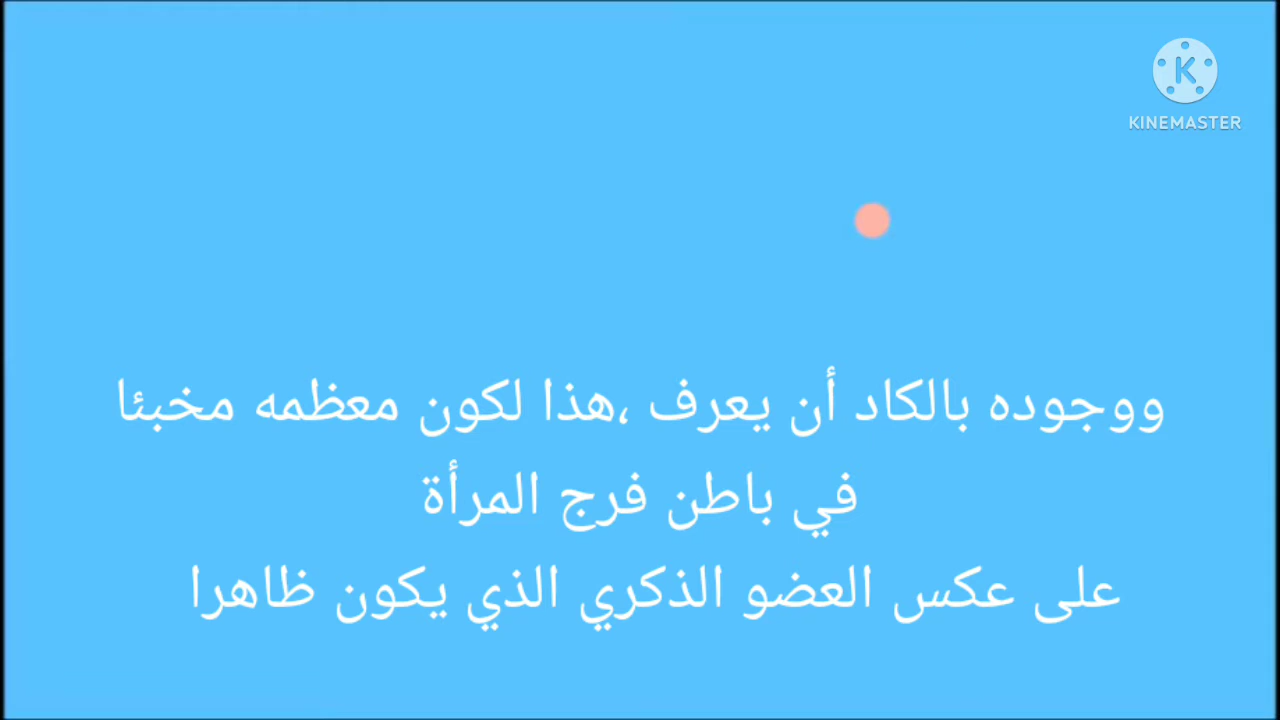 KINEMASTER
ووجوده بالكاد أن يعرف ،هذا لكون معظمه مخبئا
في باطن فرج المرأة
على عكس العضو الذكري الذي يكون ظاهرا